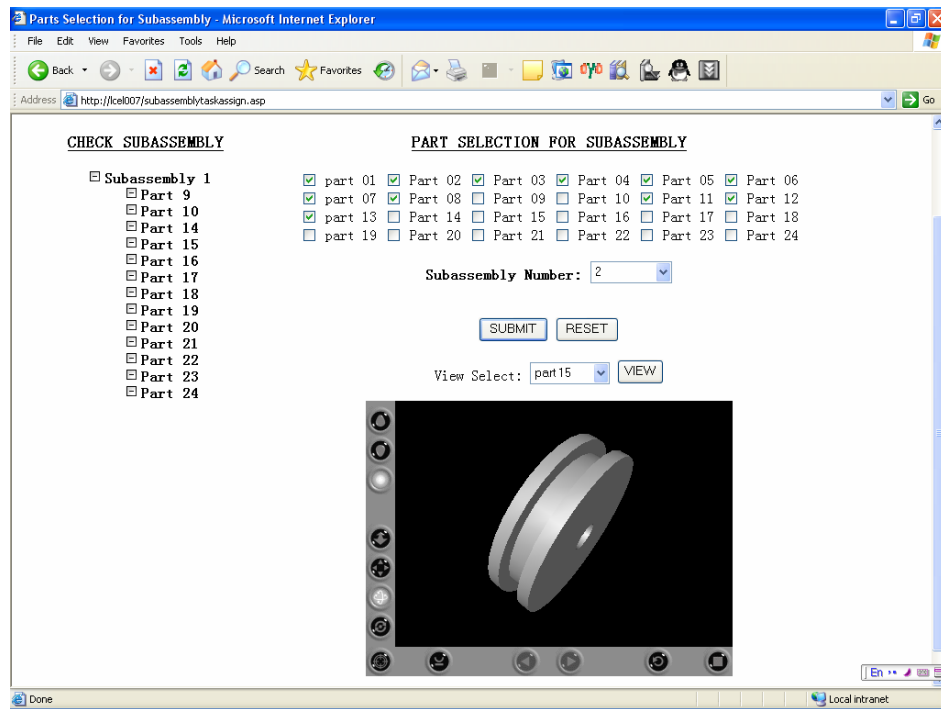 Parts Selection for Subassembly - Microsoft Internet Explorer
File Edit View Favorites Tools Help
Back Search Favorites
Address http://lcel007/subassemblytaskassign.asp Go
CHECK SUBASSEMBLY
Subassembly 1
Part 9
Part 10
Part 14
Part 15
Part 16
Part 17
Part 18
Part 19
Part 20
Part 21
Part 22
Part 23
Part 24
PART SELECTION FOR SUBASSEMBLY
part 01 Part 02 Part 03 Part 04 Part 05 Part 06
part 07 Part 08 Part 09 Part 10 Part 11 Part 12
part 13 Part 14 Part 15 Part 16 Part 17 Part 18
part 19 Part 20 Part 21 Part 22 Part 23 Part 24
Subassembly Number: 2
SUBMIT RESET
View Select: part15 VIEW
En
Done Local intranet